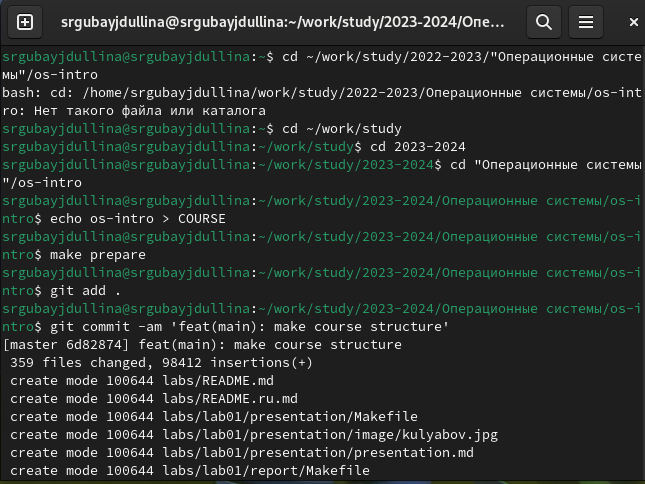 srgubayjdullina@srgubayjdullina:~/work/study/2023-2024/Опе...
srgubayjdullina@srgubayjdullina:~$ cd ~/work/study/2022-2023/"Операционные систе
мы"/os-intro
bash: cd: /home/srgubayjdullina/work/study/2022-2023/Операционные системы/os-int
ro: Нет такого файла или каталога
srgubayjdullina@srgubayjdullina:~$ cd ~/work/study
srgubayjdullina@srgubayjdullina:~/work/study$ cd 2023-2024
srgubayjdullina@srgubayjdullina:~/work/study/2023-2024$ cd "Операционные системы
"/os-intro
srgubayjdullina@srgubayjdullina:~/work/study/2023-2024/Операционные системы/os-i
ntro$ echo os-intro > COURSE
srgubayjdullina@srgubayjdullina:~/work/study/2023-2024/Операционные системы/os-i
ntro$ make prepare
srgubayjdullina@srgubayjdullina:~/work/study/2023-2024/Операционные системы/os-i
ntro$ git add .
srgubayjdullina@srgubayjdullina:~/work/study/2023-2024/Операционные системы/os-i
ntro$ git commit -am 'feat(main): make course structure'
[master 6d82874] feat(main): make course structure
 359 files changed, 98412 insertions(+)
 create mode 100644 labs/README.md
 create mode 100644 labs/README.ru.md
 create mode 100644 labs/lab01/presentation/Makefile
 create mode 100644 labs/lab01/presentation/image/kulyabov.jpg
 create mode 100644 labs/lab01/presentation/presentation.md
 create mode 100644 labs/lab01/report/Makefile